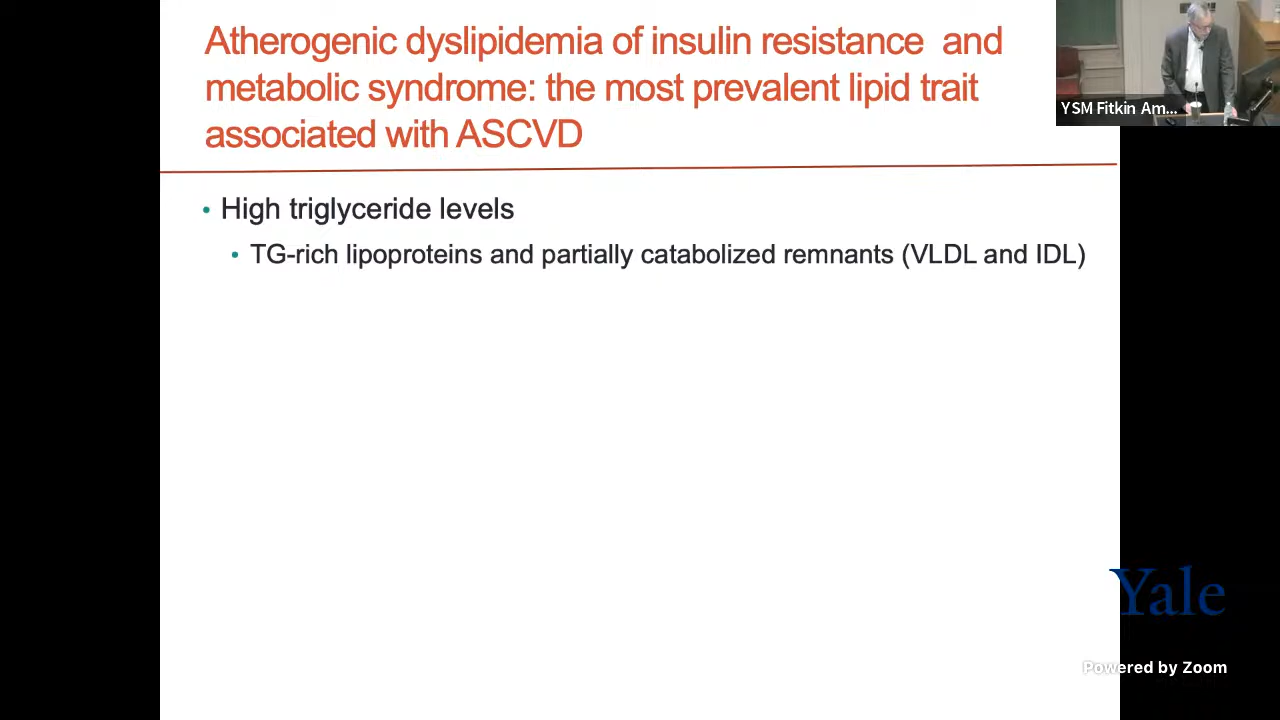 Atherogenic dyslipidemia of insulin resistance and
metabolic syndrome: the most prevalent lipid trait
associated with ASCVD
• High triglyceride levels
• TG-rich lipoproteins and partially catabolized remnants (VLDL and IDL)
YSM Fitkin Am...
Yale
Powered by Zoom